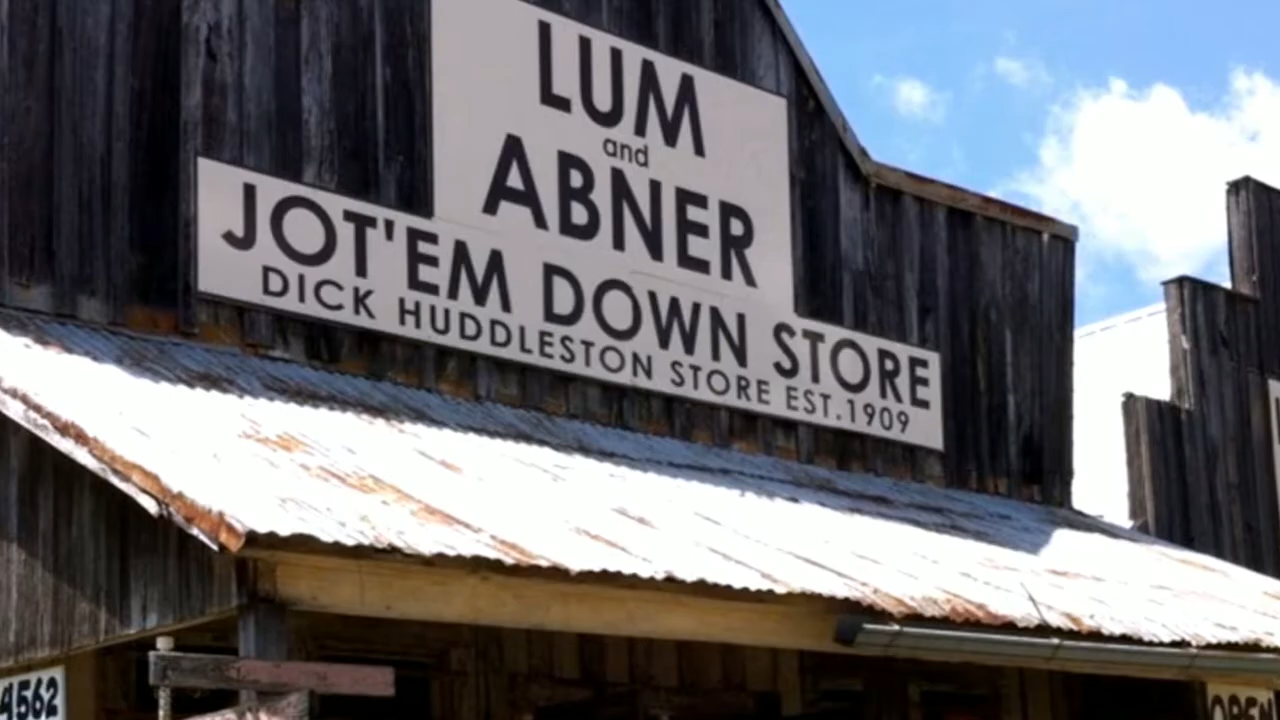 LUM
and
ABNER
JOT'EM DOWN STORE
DICK HUDDLESTON STORE EST.1909
4562
OPEN